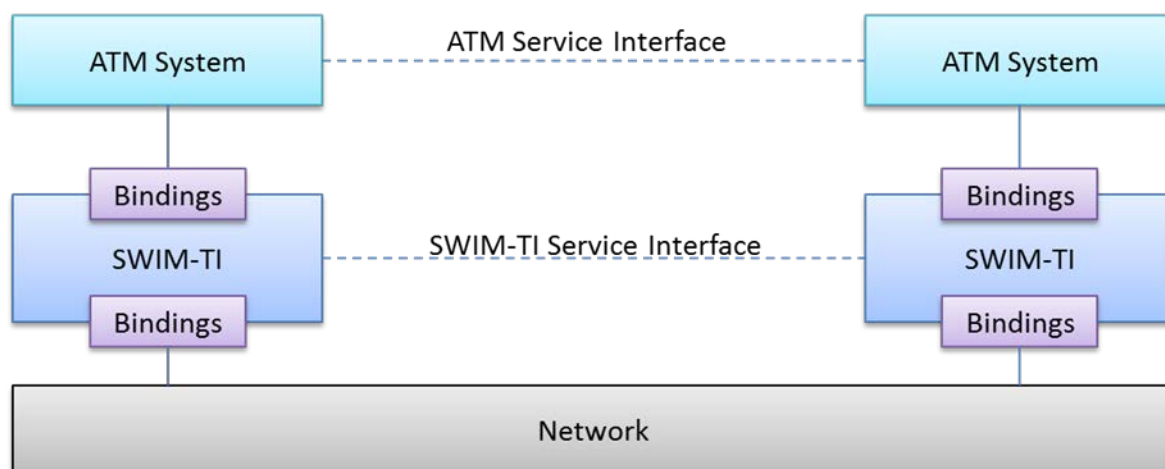 ATM System
ATM Service Interface
ATM System
Bindings
Bindings
SWIM-TI
SWIM-TI Service Interface
SWIM-TI
Bindings
Bindings
Network